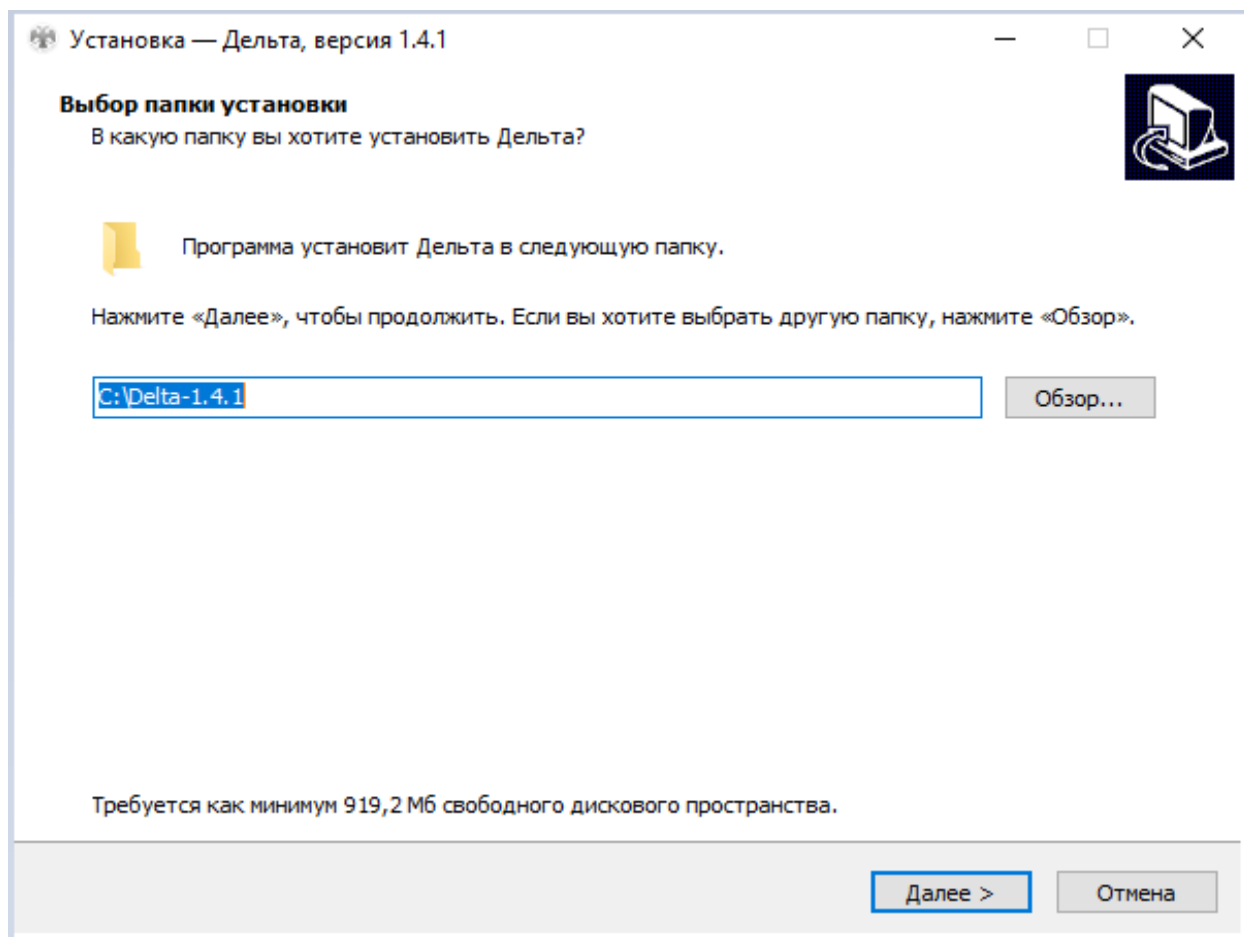 Установка — Дельта, версия 1.4.1
Выбор папки установки
В какую папку вы хотите установить Дельта?
Программа установит Дельта в следующую папку.
Нажмите «Далее», чтобы продолжить. Если вы хотите выбрать другую папку, нажмите «Обзор».
C:\Delta-1.4.1
Обзор...
Требуется как минимум 919,2 Мб свободного дискового пространства.
Далее >
Отмена